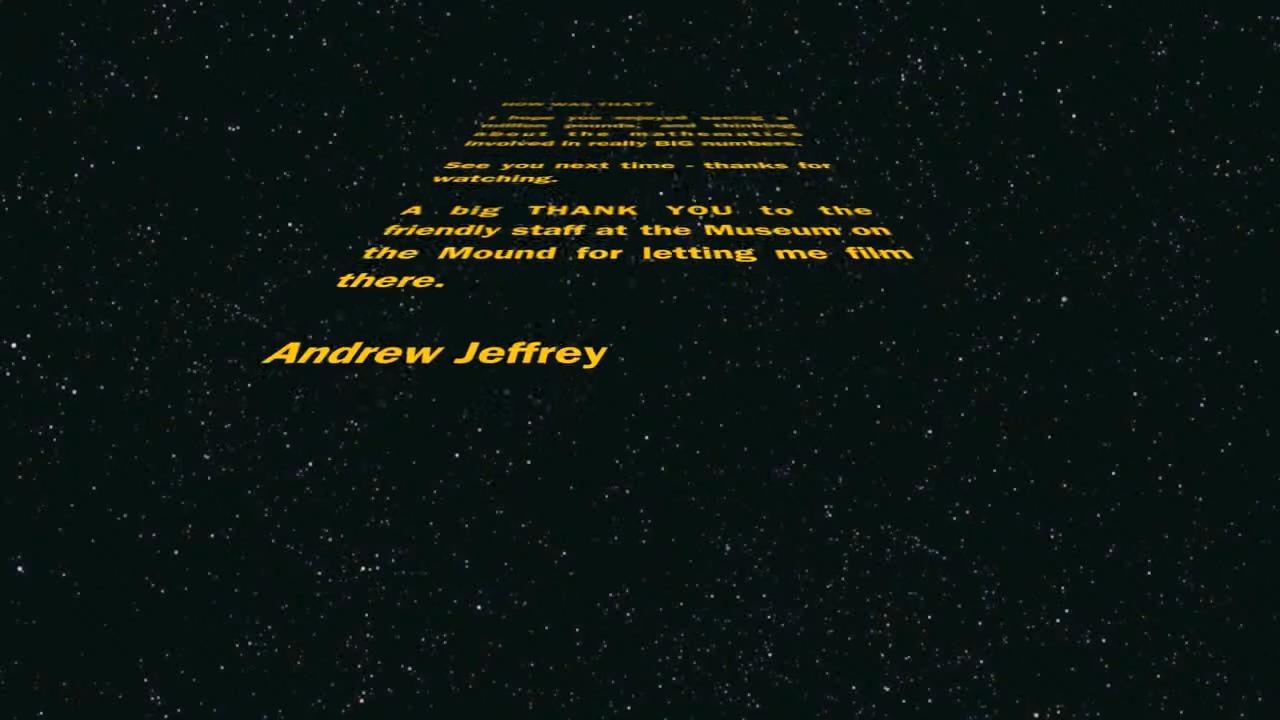 HOW WAS THAT?
I hope you enjoyed seeing a
million pounds, and thinking
about the mathematics
involved in really BIG numbers.
See you next time - thanks for
watching.
A big THANK YOU to the
friendly staff at the Museum on
the Mound for letting me film
there.
Andrew Jeffrey